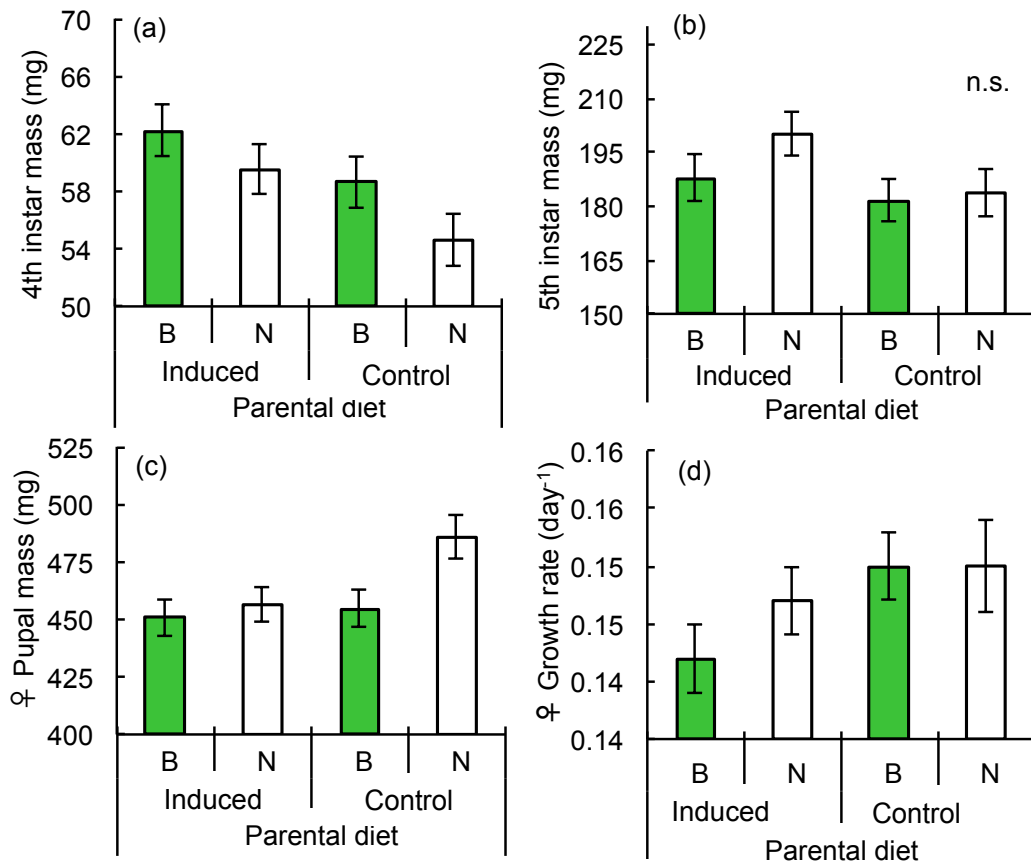 (a)
4th instar mass (mg)
70
66
62
58
54
50
B N B N
Induced Control
Parental diet
(b)
n.s.
5th instar mass (mg)
225
210
195
180
165
150
B N B N
Induced Control
Parental diet
(c)
♀ Pupal mass (mg)
525
500
475
450
425
400
B N B N
Induced Control
Parental diet
(d)
♀ Growth rate (day⁻¹)
0.16
0.16
0.15
0.15
0.14
0.14
B N B N
Induced Control
Parental diet